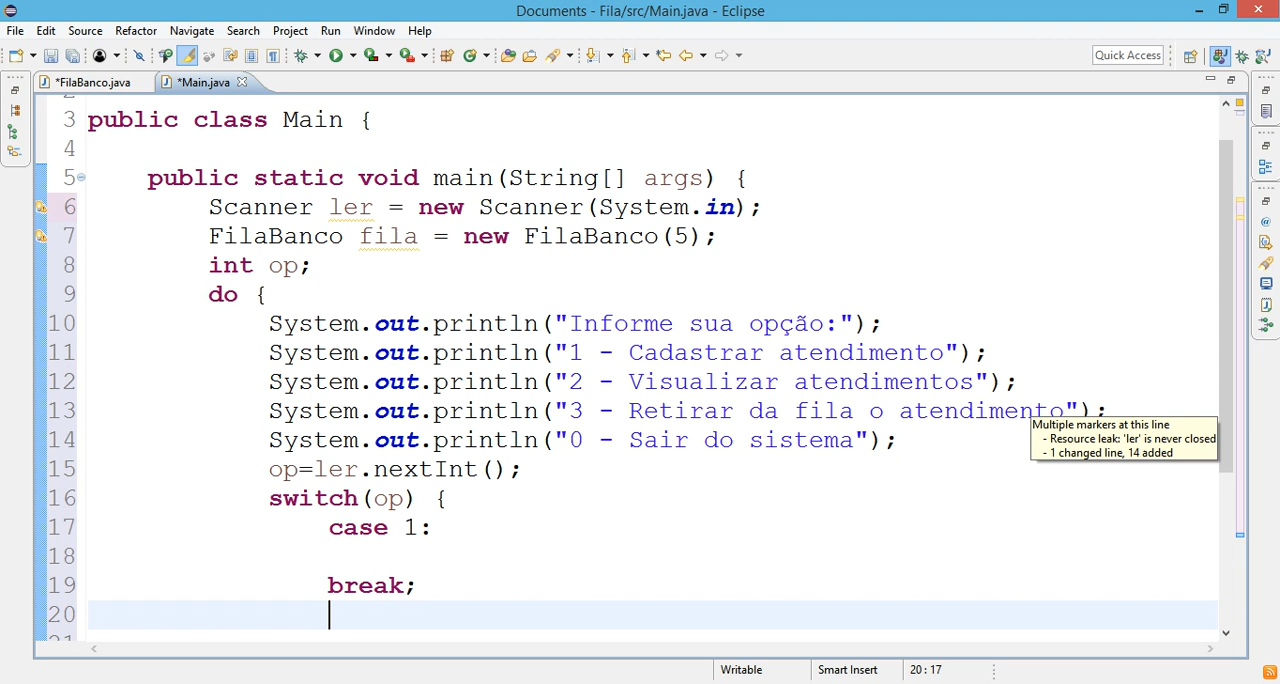 Documents - Fila/src/Main.java - Eclipse
File Edit Source Refactor Navigate Search Project Run Window Help
Quick Access
*FilaBanco.java *Main.java
3 public class Main {
4
5 public static void main(String[] args) {
6 Scanner ler = new Scanner(System.in);
7 FilaBanco fila = new FilaBanco(5);
8 int op;
9 do {
10 System.out.println("Informe sua opção:");
11 System.out.println("1 - Cadastrar atendimento");
12 System.out.println("2 - Visualizar atendimentos");
13 System.out.println("3 - Retirar da fila o atendimento");
14 System.out.println("0 - Sair do sistema");
Multiple markers at this line
- Resource leak: 'ler' is never closed
- 1 changed line, 14 added
15 op=ler.nextInt();
16 switch(op) {
17 case 1:
18
19 break;
20
Writable Smart Insert 20 : 17